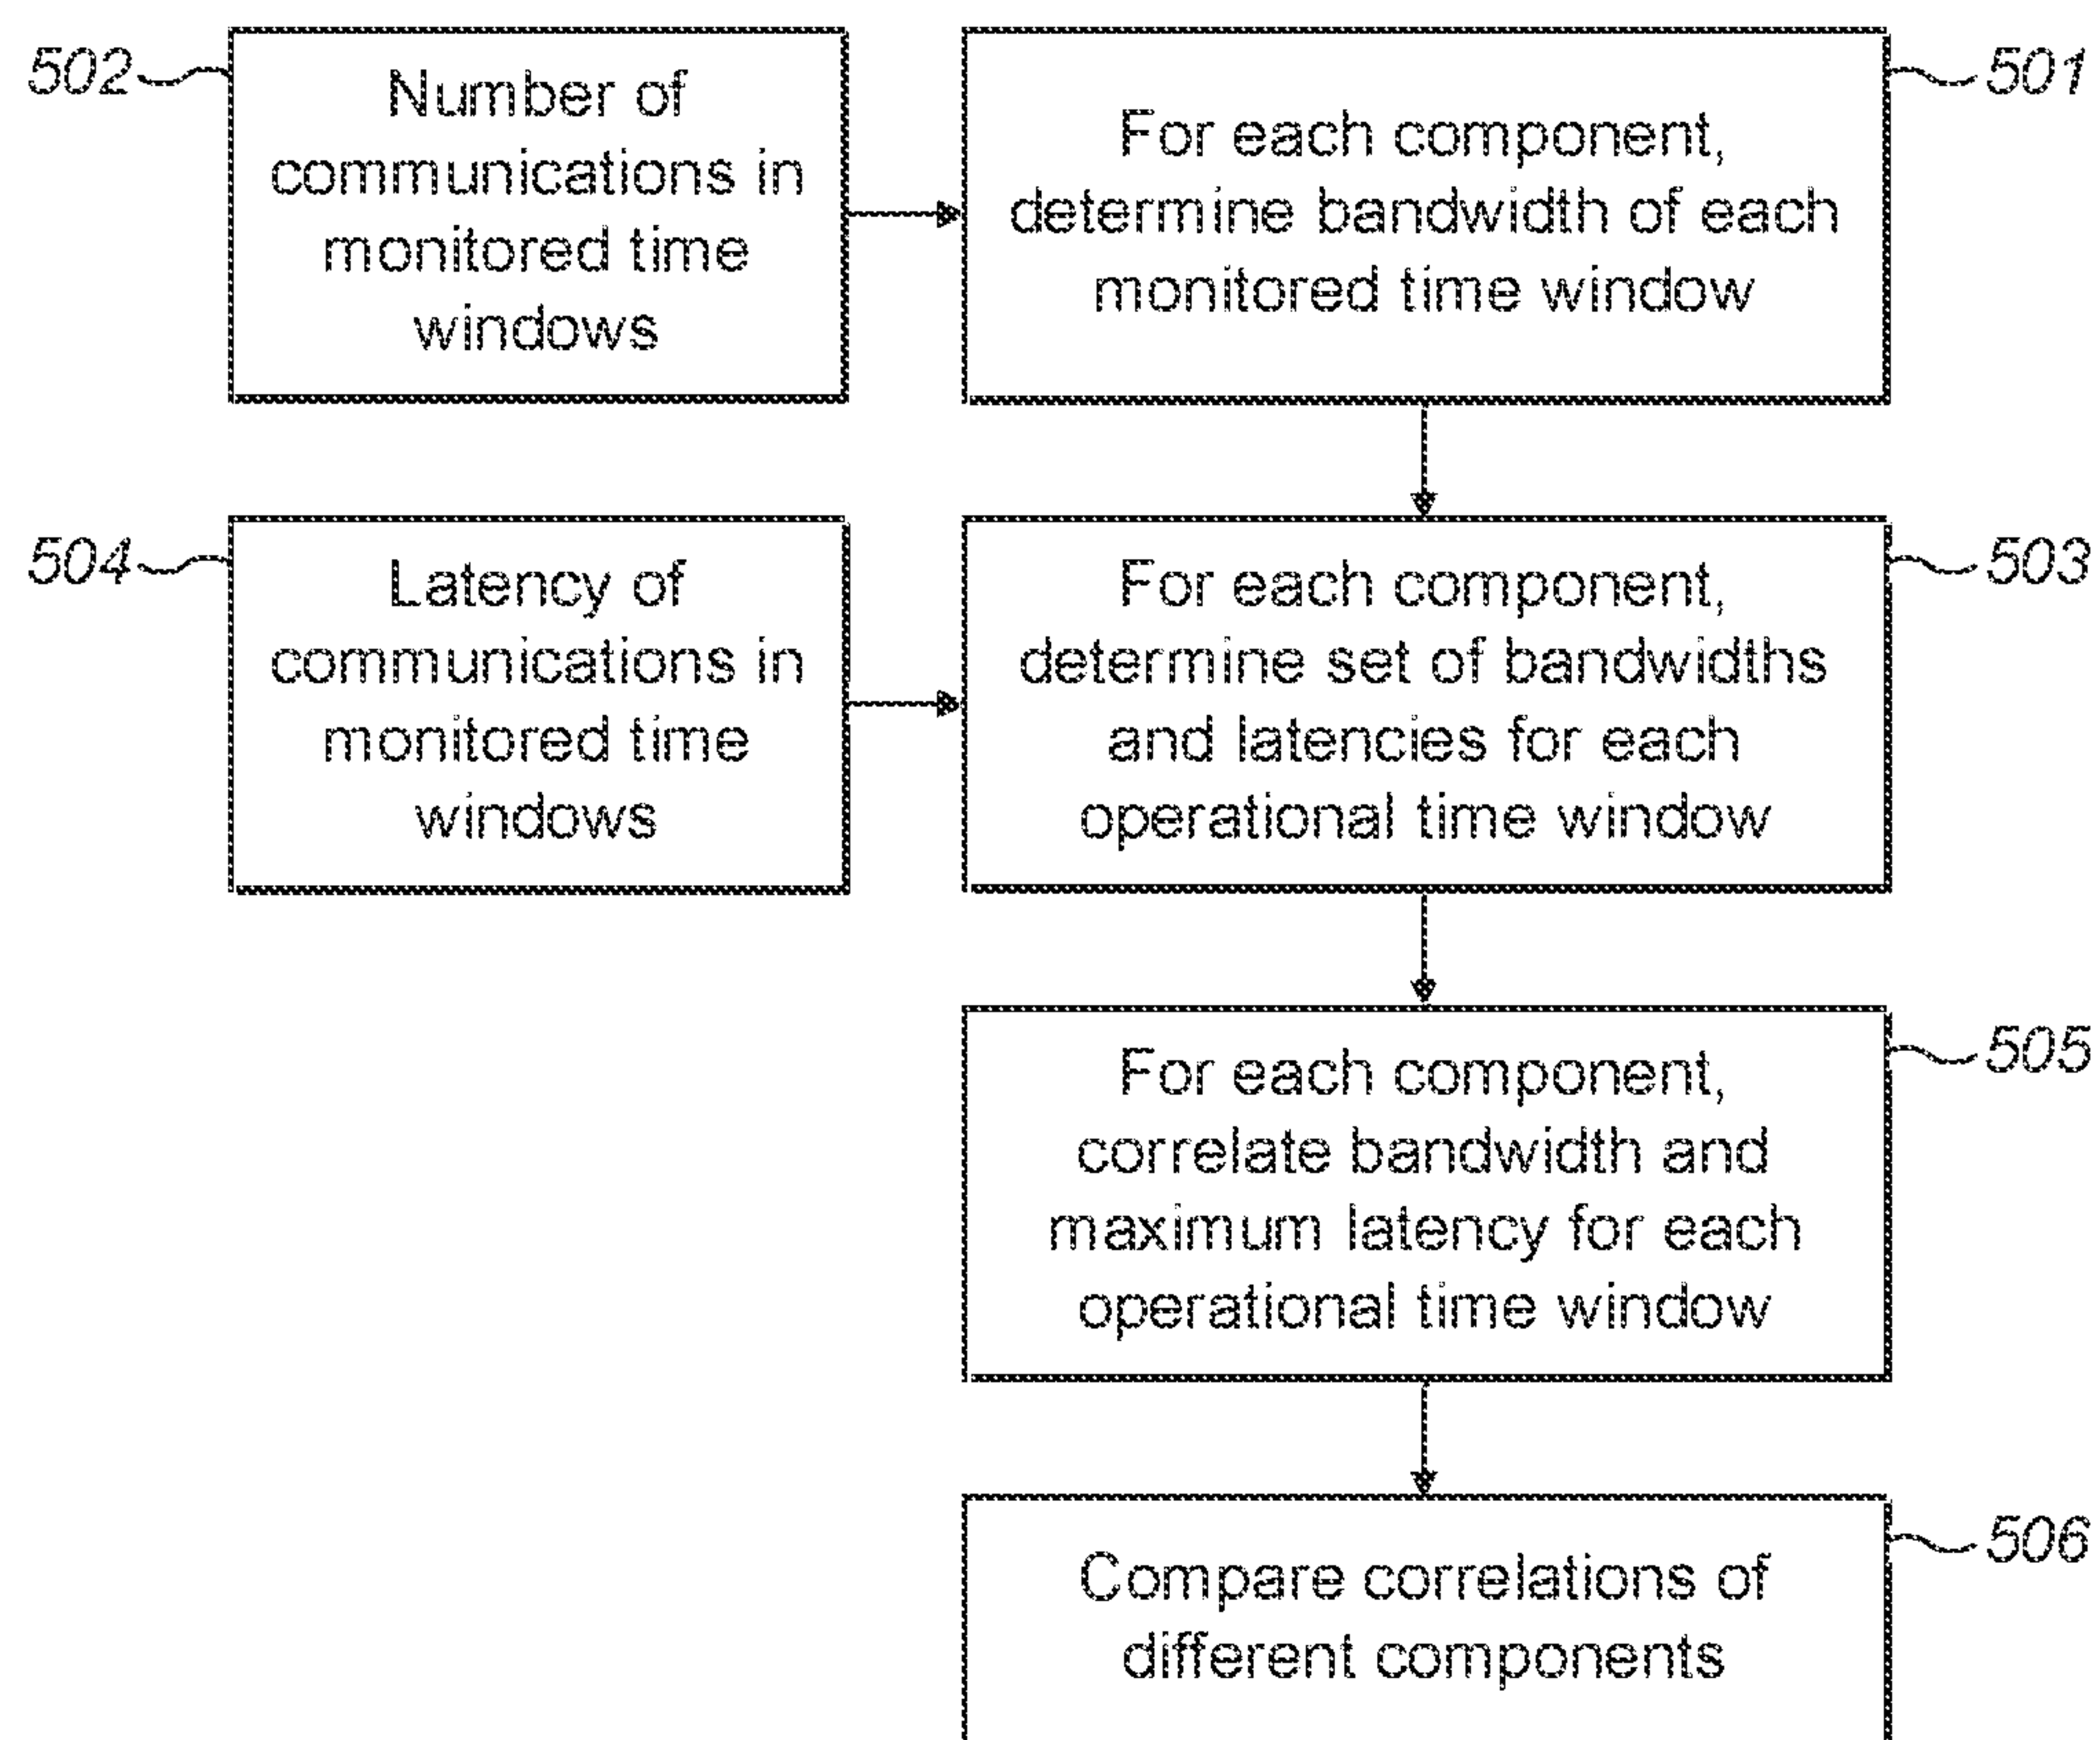 502
Number of
communications in
monitored time
windows
501
For each component,
determine bandwidth of each
monitored time window
504
Latency of
communications in
monitored time
windows
503
For each component,
determine set of bandwidths
and latencies for each
operational time window
505
For each component,
correlate bandwidth and
maximum latency for each
operational time window
506
Compare correlations of
different components